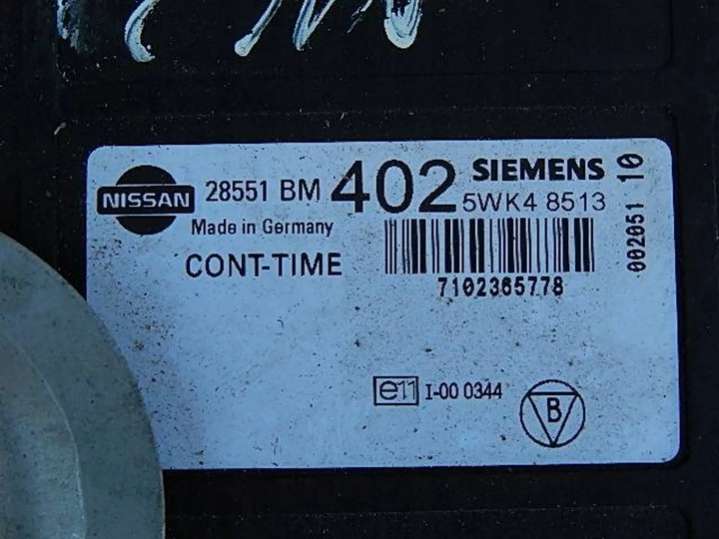 NISSAN 28551 BM 402 SIEMENS
5WK4 8513
Made in Germany
CONT-TIME
7102365778
002051 10
e11 I-00 0344
B